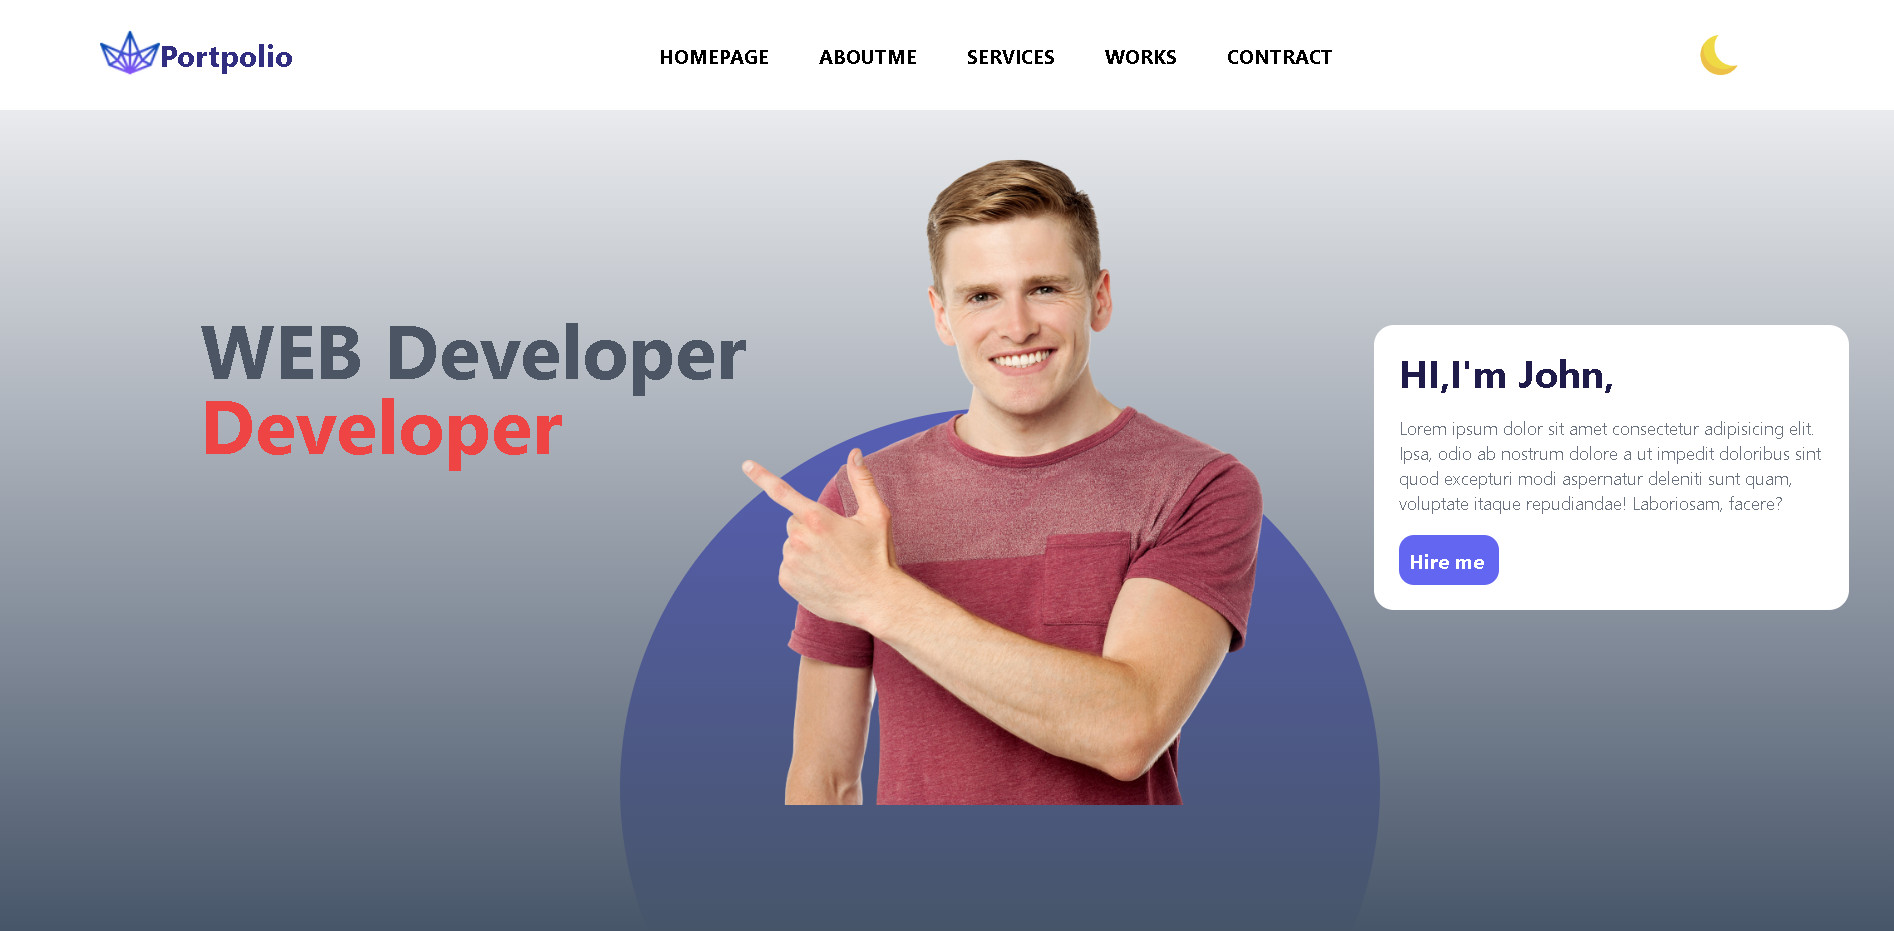 Portpolio
HOMEPAGE ABOUTME SERVICES WORKS CONTRACT
WEB Developer
Developer
HI,I'm John,
Lorem ipsum dolor sit amet consectetur adipisicing elit.
Ipsa, odio ab nostrum dolore a ut impedit doloribus sint
quod excepturi modi aspernatur deleniti sunt quam,
voluptate itaque repudiandae! Laboriosam, facere?
Hire me